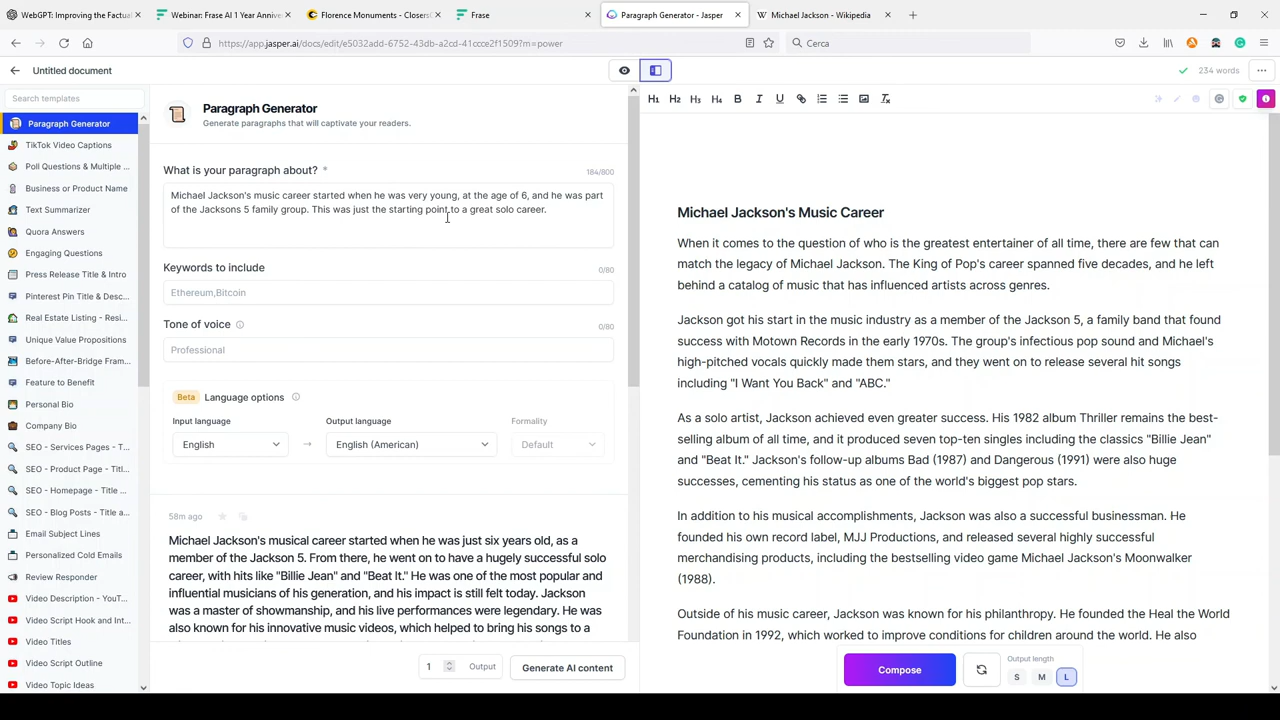 WebGPT: Improving the Factual
Webinar: Frase AI 1 Year Annive
Florence Monuments - CloserS
Frase
Paragraph Generator - Jasper
Michael Jackson - Wikipedia
https://app.jasper.ai/docs/edit/e5032add-6752-43db-a2cd-41ccce2f1509?m=power
Cerca
Untitled document
234 words
Search templates
Paragraph Generator
TikTok Video Captions
Poll Questions & Multiple ...
Business or Product Name
Text Summarizer
Quora Answers
Engaging Questions
Press Release Title & Intro
Pinterest Pin Title & Desc...
Real Estate Listing - Resi...
Unique Value Propositions
Before-After-Bridge Fram...
Feature to Benefit
Personal Bio
Company Bio
SEO - Services Pages - T...
SEO - Product Page - Titl...
SEO - Homepage - Title ...
SEO - Blog Posts - Title a...
Email Subject Lines
Personalized Cold Emails
Review Responder
Video Description - YouT...
Video Script Hook and Int...
Video Titles
Video Script Outline
Video Topic Ideas
Paragraph Generator
Generate paragraphs that will captivate your readers.
What is your paragraph about? *
184/800
Michael Jackson's music career started when he was very young, at the age of 6, and he was part
of the Jacksons 5 family group. This was just the starting point to a great solo career.
Keywords to include
0/80
Ethereum,Bitcoin
Tone of voice
0/80
Professional
Beta Language options
Input language
Output language
Formality
English
English (American)
Default
58m ago
Michael Jackson's musical career started when he was just six years old, as a
member of the Jackson 5. From there, he went on to have a hugely successful solo
career, with hits like "Billie Jean" and "Beat It." He was one of the most popular and
influential musicians of his generation, and his impact is still felt today. Jackson
was a master of showmanship, and his live performances were legendary. He was
also known for his innovative music videos, which helped to bring his songs to a
1 Output
Generate AI content
H1 H2 H3 H4 B I U
Michael Jackson's Music Career
When it comes to the question of who is the greatest entertainer of all time, there are few that can
match the legacy of Michael Jackson. The King of Pop's career spanned five decades, and he left
behind a catalog of music that has influenced artists across genres.
Jackson got his start in the music industry as a member of the Jackson 5, a family band that found
success with Motown Records in the early 1970s. The group's infectious pop sound and Michael's
high-pitched vocals quickly made them stars, and they went on to release several hit songs
including "I Want You Back" and "ABC."
As a solo artist, Jackson achieved even greater success. His 1982 album Thriller remains the best-
selling album of all time, and it produced seven top-ten singles including the classics "Billie Jean"
and "Beat It." Jackson's follow-up albums Bad (1987) and Dangerous (1991) were also huge
successes, cementing his status as one of the world's biggest pop stars.
In addition to his musical accomplishments, Jackson was also a successful businessman. He
founded his own record label, MJJ Productions, and released several highly successful
merchandising products, including the bestselling video game Michael Jackson's Moonwalker
(1988).
Outside of his music career, Jackson was known for his philanthropy. He founded the Heal the World
Foundation in 1992, which worked to improve conditions for children around the world. He also
Compose
Output length
S M L